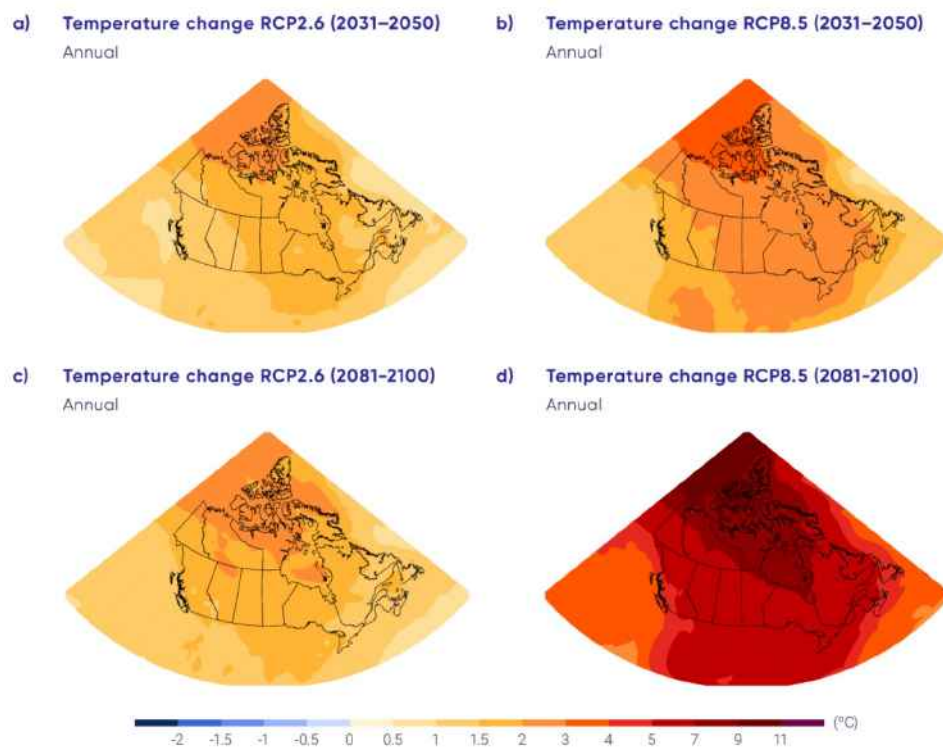 a) Temperature change RCP2.6 (2031–2050)
Annual
b) Temperature change RCP8.5 (2031–2050)
Annual
c) Temperature change RCP2.6 (2081–2100)
Annual
d) Temperature change RCP8.5 (2081–2100)
Annual
-2 -1.5 -1 -0.5 0 0.5 1 1.5 2 3 4 5 7 9 11 (ºC)